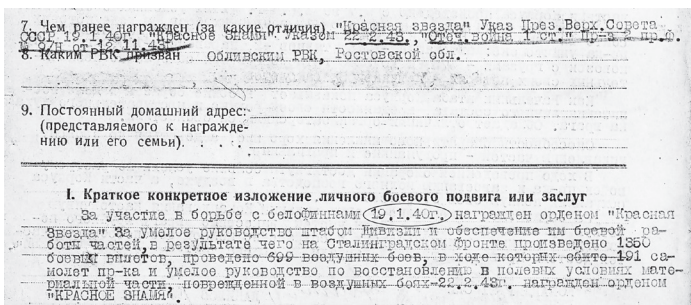 7. Чем ранее награжден (за какие отличия) "Красная звезда" Указ През.Верх.Совета
СССР 19.1.40г. "Красное Знамя" Указом 22.2.43., "Отеч.война 1 ст." Пр-з 2 пр.Ф.
№ 07н от 12.11.43г.
8. Каким РВК призван Обливским РВК, Ростовской обл.
9. Постоянный домашний адрес:
(представляемого к награжде-
нию или его семьи). . . .
I. Краткое конкретное изложение личного боевого подвига или заслуг
За участие в борьбе с белофиннами 19.1.40г. награжден орденом "Красная
Звезда" За умелое руководство штабом Дивизии и обеспечение им боевой ра-
боты частей, в результате чего на Сталинградском Фронте произведено 1350
боевых вылетов, проведено 699 воздушных боев, в ходе которых сбито 191 са-
молет пр-ка и умелое руководство по восстановлению в полевых условиях мате-
риальной части, поврежденной в воздушных боях-22.2.43г. награжден орденом
"КРАСНОЕ ЗНАМЯ".